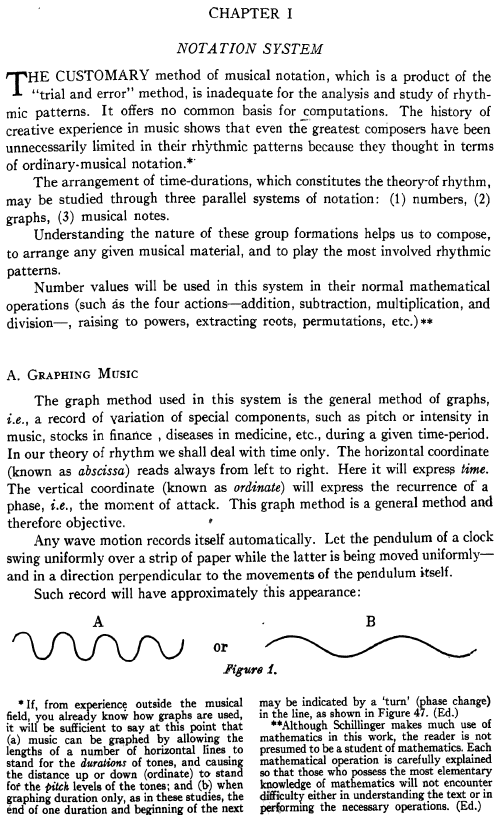 CHAPTER I
NOTATION SYSTEM
THE CUSTOMARY method of musical notation, which is a product of the
“trial and error” method, is inadequate for the analysis and study of rhyth-
mic patterns. It offers no common basis for computations. The history of
creative experience in music shows that even the greatest composers have been
unnecessarily limited in their rhythmic patterns because they thought in terms
of ordinary-musical notation.*
The arrangement of time-durations, which constitutes the theory-of rhythm,
may be studied through three parallel systems of notation: (1) numbers, (2)
graphs, (3) musical notes.
Understanding the nature of these group formations helps us to compose,
to arrange any given musical material, and to play the most involved rhythmic
patterns.
Number values will be used in this system in their normal mathematical
operations (such as the four actions—addition, subtraction, multiplication, and
division—, raising to powers, extracting roots, permutations, etc.)**
A. GRAPHING MUSIC
The graph method used in this system is the general method of graphs,
i.e., a record of variation of special components, such as pitch or intensity in
music, stocks in finance , diseases in medicine, etc., during a given time-period.
In our theory of rhythm we shall deal with time only. The horizontal coordinate
(known as abscissa) reads always from left to right. Here it will express time.
The vertical coordinate (known as ordinate) will express the recurrence of a
phase, i.e., the moment of attack. This graph method is a general method and
therefore objective.
Any wave motion records itself automatically. Let the pendulum of a clock
swing uniformly over a strip of paper while the latter is being moved uniformly—
and in a direction perpendicular to the movements of the pendulum itself.
Such record will have approximately this appearance:
A
B
or
Figure 1.
*If, from experience outside the musical
field, you already know how graphs are used,
it will be sufficient to say at this point that
(a) music can be graphed by allowing the
lengths of a number of horizontal lines to
stand for the durations of tones, and causing
the distance up or down (ordinate) to stand
for the pitch levels of the tones; and (b) when
graphing duration only, as in these studies, the
end of one duration and beginning of the next
may be indicated by a 'turn' (phase change)
in the line, as shown in Figure 47. (Ed.)
**Although Schillinger makes much use of
mathematics in this work, the reader is not
presumed to be a student of mathematics. Each
mathematical operation is carefully explained
so that those who possess the most elementary
knowledge of mathematics will not encounter
difficulty either in understanding the text or in
performing the necessary operations. (Ed.)